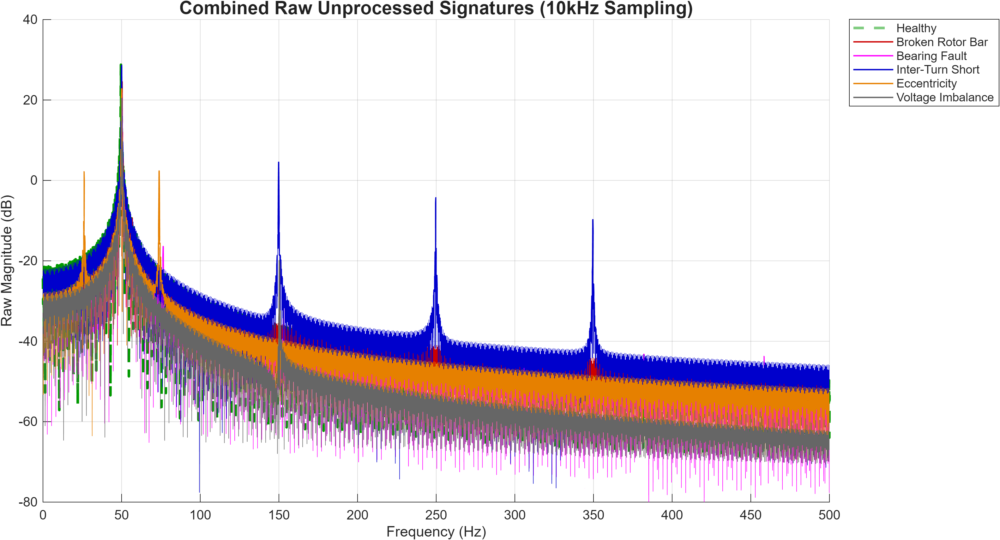 Combined Raw Unprocessed Signatures (10kHz Sampling)
40
20
0
-20
-40
-60
-80
Raw Magnitude (dB)
0 50 100 150 200 250 300 350 400 450 500
Frequency (Hz)
Healthy
Broken Rotor Bar
Bearing Fault
Inter-Turn Short
Eccentricity
Voltage Imbalance